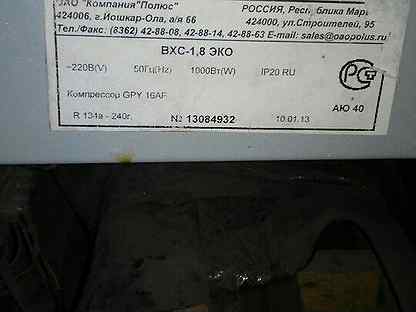 ЗАО "Компания"Полюс"
РОССИЯ, Респ блика Мар
424006, г.Йошкар-Ола, а/я 66
424000, ул.Строителей, 95
Тел./Факс: (8362) 42-88-08, 42-88-14, 42-88-63 E-mail: sales@oaopolus.ru
ВХС-1,8 ЭКО
~220В(V) 50Гц(Hz) 1000Вт(W) IP20 RU
Компрессор GPY 16AF
АЮ 40
R 134a - 240г.
№ 13084932
10.01.13